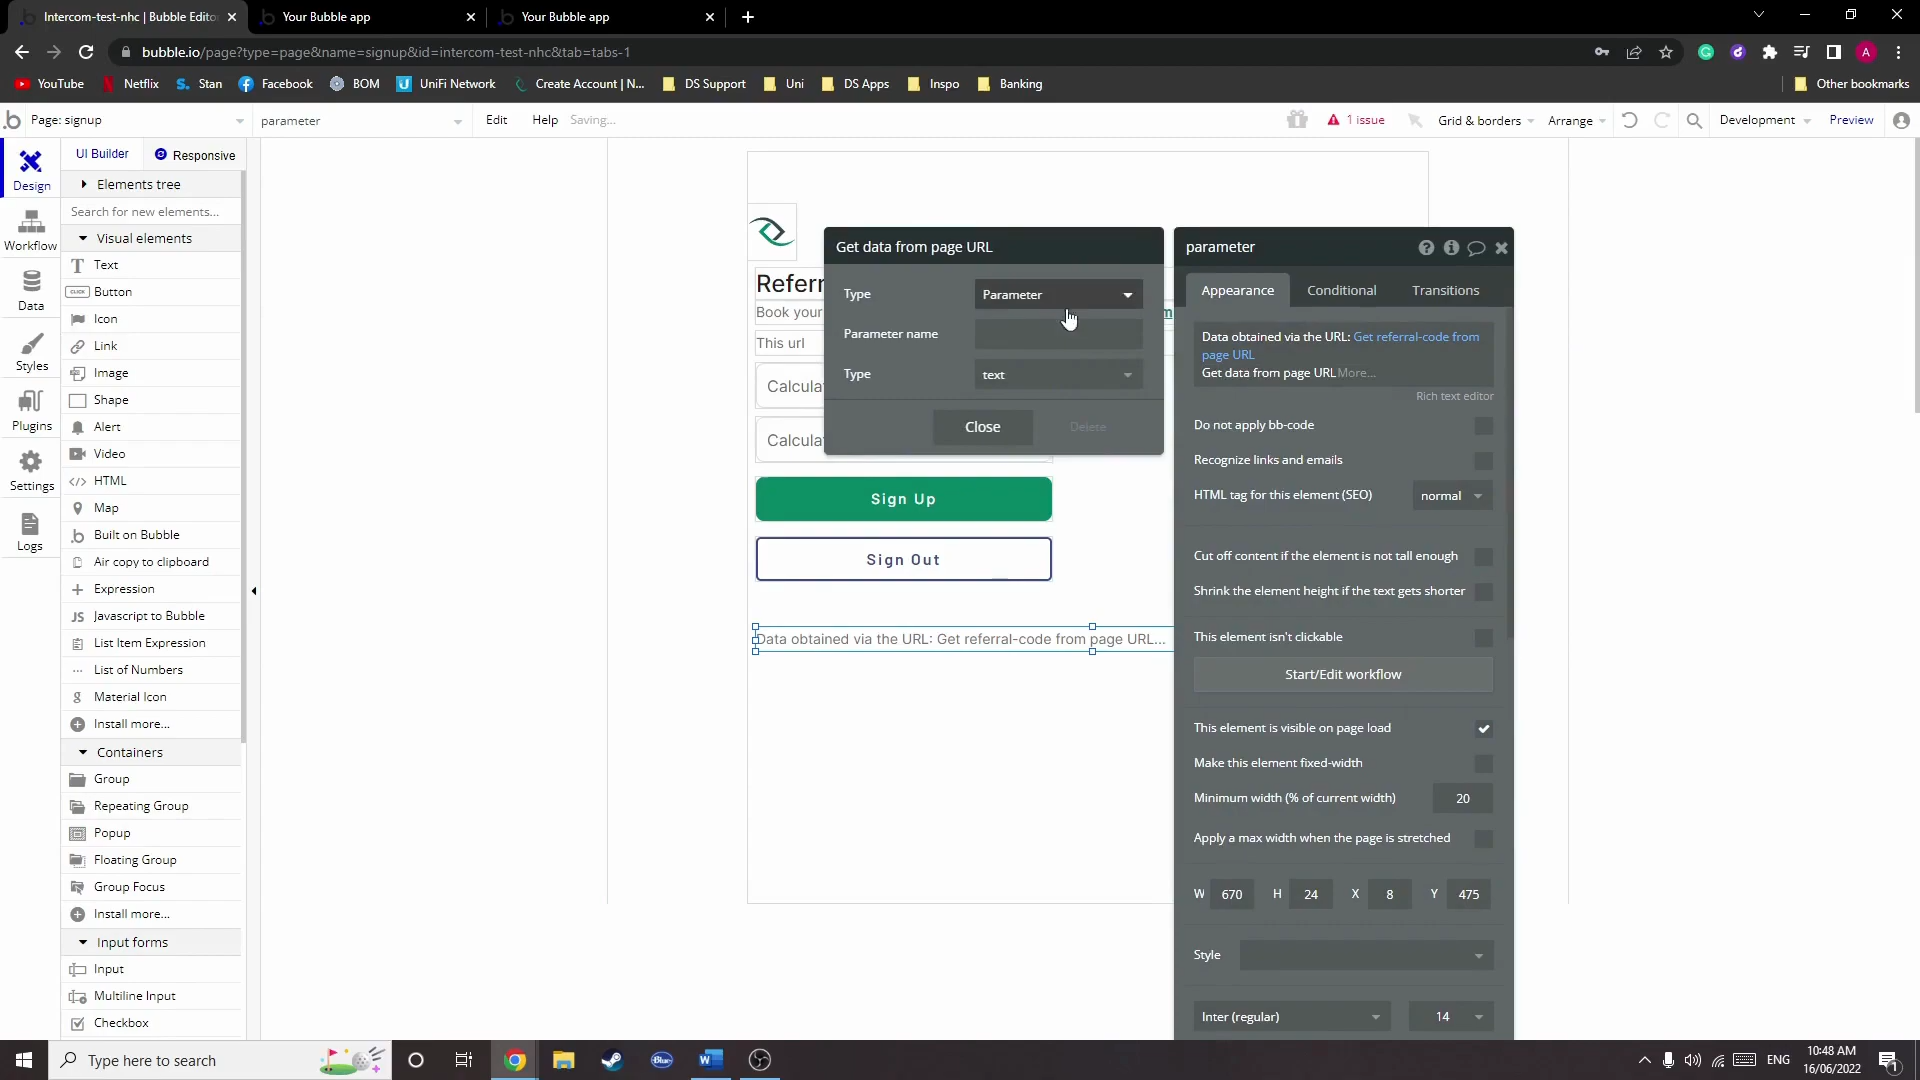 Intercom-test-nhc | Bubble Edito
Your Bubble app
Your Bubble app
bubble.io/page?type=page&name=signup&id=intercom-test-nhc&tab=tabs-1
A
YouTube
Netflix
Stan
Facebook
BOM
UniFi Network
Create Account | N...
DS Support
Uni
DS Apps
Inspo
Banking
Other bookmarks
Page: signup
parameter
Edit
Help
Saving...
1 issue
Grid & borders
Arrange
Development
Preview
Design
Workflow
Data
Styles
Plugins
Settings
Logs
UI Builder
Responsive
Elements tree
Search for new elements...
Visual elements
Text
CLICK
Button
Icon
Link
Image
Shape
Alert
Video
HTML
Map
Built on Bubble
Air copy to clipboard
Expression
JS
Javascript to Bubble
List Item Expression
List of Numbers
Material Icon
Install more...
Containers
Group
Repeating Group
Popup
Floating Group
Group Focus
Install more...
Input forms
Input
Multiline Input
Checkbox
Referr
Book your
m
This url
Calcula
Calcula
Sign Up
Sign Out
Data obtained via the URL: Get referral-code from page URL...
Get data from page URL
Type
Parameter
Parameter name
Type
text
Close
Delete
parameter
Appearance
Conditional
Transitions
Data obtained via the URL: Get referral-code from
page URL
Get data from page URLMore...
Rich text editor
Do not apply bb-code
Recognize links and emails
HTML tag for this element (SEO)
normal
Cut off content if the element is not tall enough
Shrink the element height if the text gets shorter
This element isn't clickable
Start/Edit workflow
This element is visible on page load
Make this element fixed-width
Minimum width (% of current width)
20
Apply a max width when the page is stretched
W 670 H 24 X 8 Y 475
Style
Inter (regular)
14
Type here to search
Blue
ENG
10:48 AM
16/06/2022
1